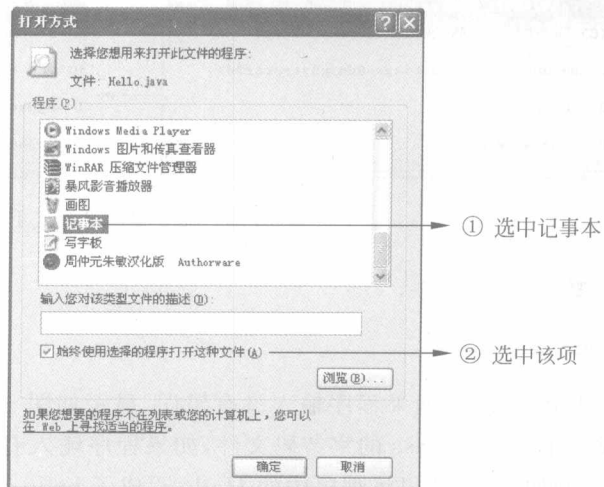 打开方式
选择您想用来打开此文件的程序:
文件: Hello.java
程序(P)
Windows Media Player
Windows 图片和传真查看器
WinRAR 压缩文件管理器
暴风影音播放器
画图
记事本
① 选中记事本
写字板
周仲元朱敏汉化版 Authorware
输入您对该类型文件的描述(D):
始终使用选择的程序打开这种文件(A)
② 选中该项
浏览(B)...
如果您想要的程序不在列表或您的计算机上，您可以
在 Web 上寻找适当的程序。
确定
取消